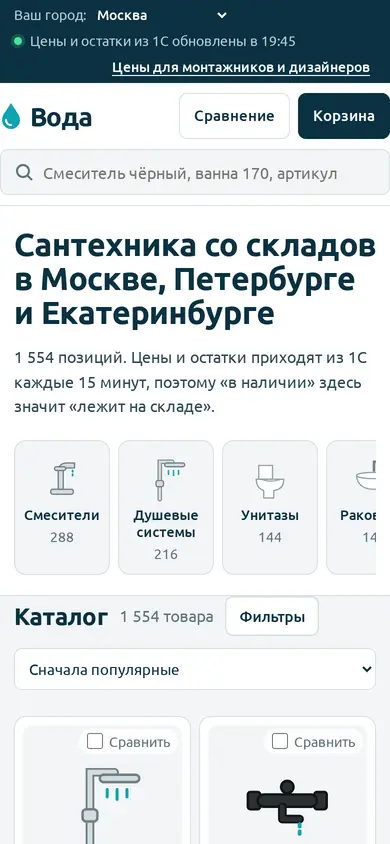 Ваш город: Москва
Цены и остатки из 1С обновлены в 19:45
Цены для монтажников и дизайнеров
Вода
Сравнение
Корзина
Смеситель чёрный, ванна 170, артикул
Сантехника со складов
в Москве, Петербурге
и Екатеринбурге
1 554 позиций. Цены и остатки приходят из 1С
каждые 15 минут, поэтому «в наличии» здесь
значит «лежит на складе».
Смесители
288
Душевые
системы
216
Унитазы
144
Раков
14
Каталог
1 554 товара
Фильтры
Сначала популярные
Сравнить
Сравнить